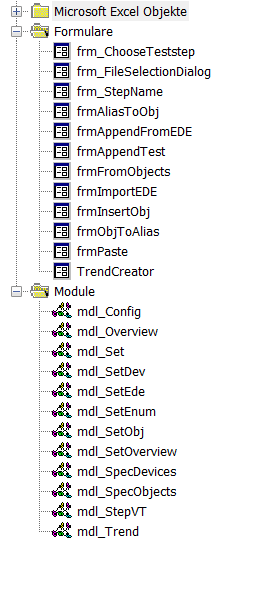 Microsoft Excel Objekte
Formulare
frm_ChooseTeststep
frm_FileSelectionDialog
frm_StepName
frmAliasToObj
frmAppendFromEDE
frmAppendTest
frmFromObjects
frmImportEDE
frmInsertObj
frmObjToAlias
frmPaste
TrendCreator
Module
mdl_Config
mdl_Overview
mdl_Set
mdl_SetDev
mdl_SetEde
mdl_SetEnum
mdl_SetObj
mdl_SetOverview
mdl_SpecDevices
mdl_SpecObjects
mdl_StepVT
mdl_Trend